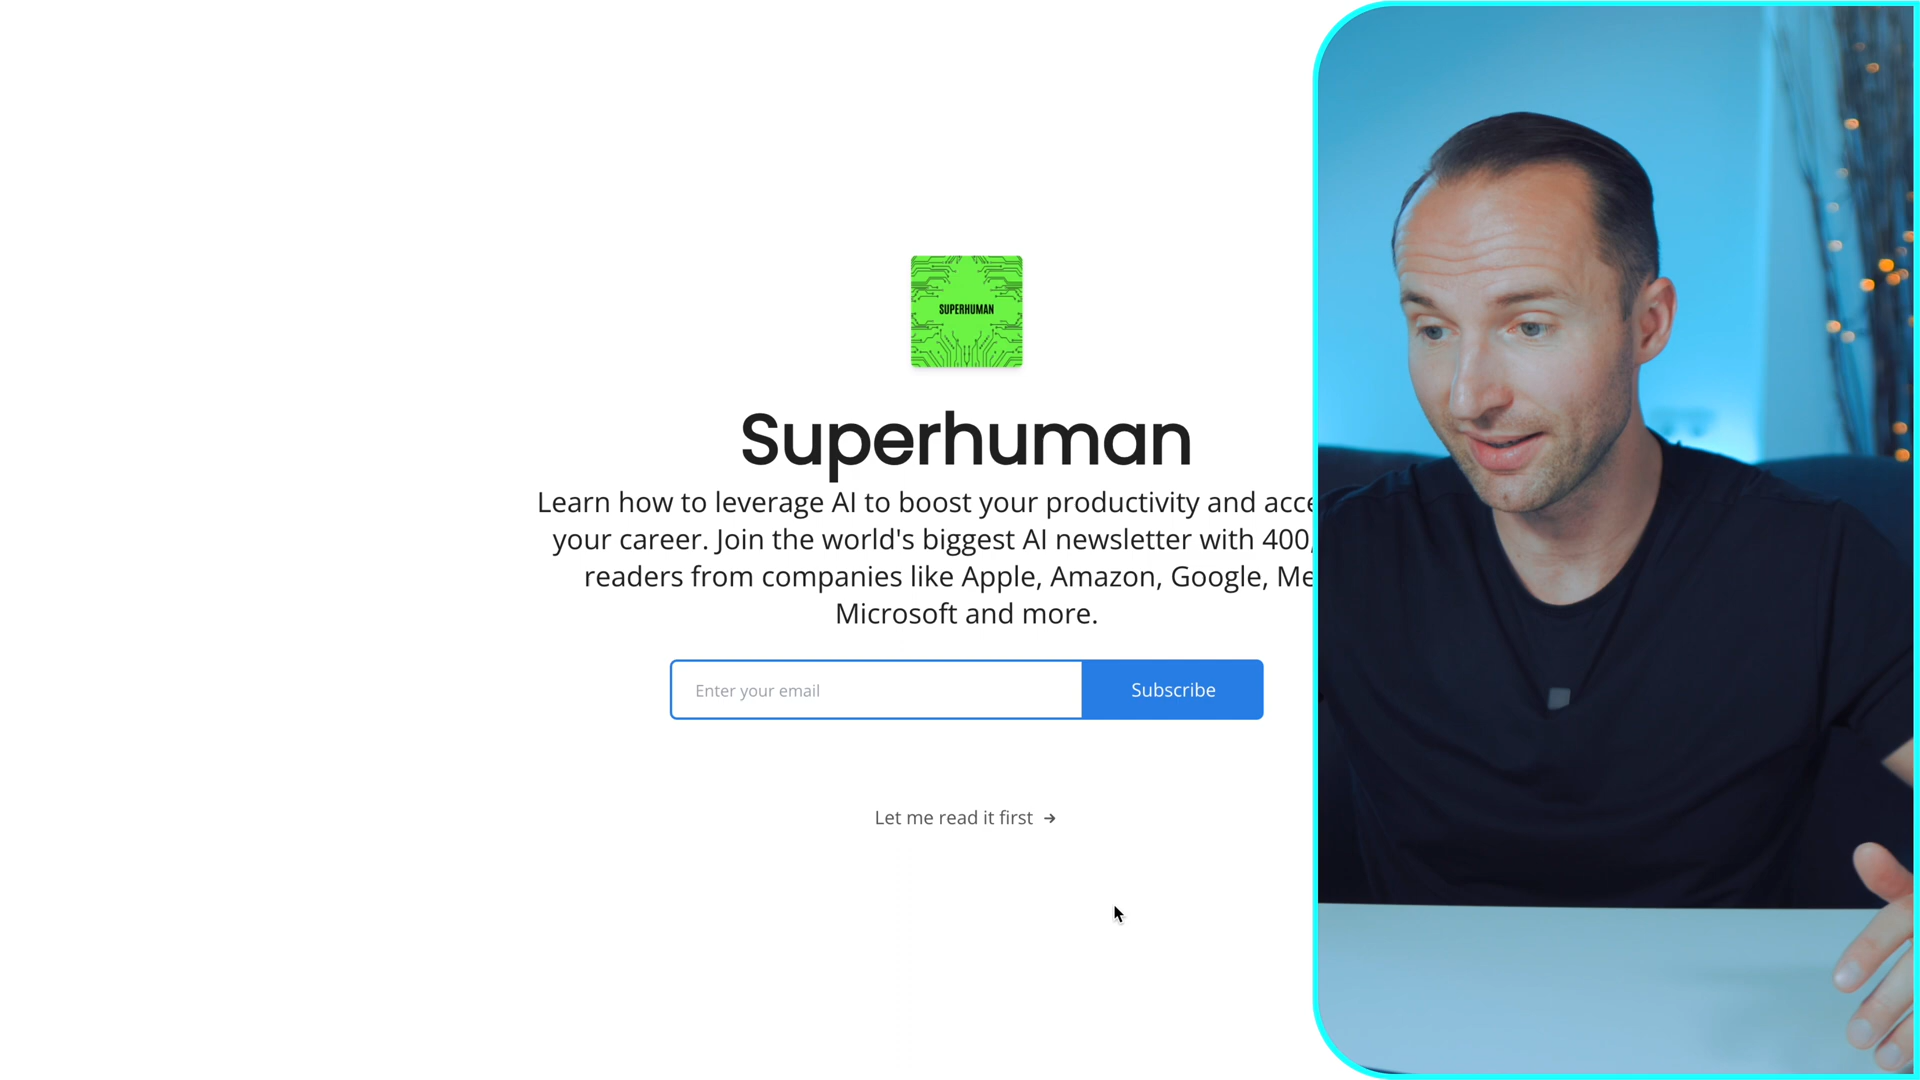 SUPERHUMAN
Superhuman
Learn how to leverage AI to boost your productivity and
your career. Join the world's biggest AI newsletter with 400,
readers from companies like Apple, Amazon, Google,
Microsoft and more.
Enter your email
Subscribe
Let me read it first →